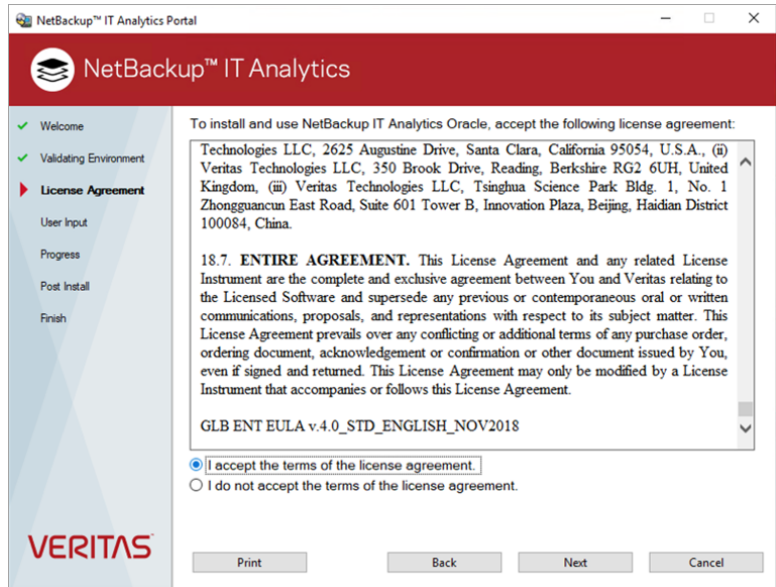 NetBackup™ IT Analytics Portal
NetBackup™ IT Analytics
Welcome
Validating Environment
License Agreement
User Input
Progress
Post Install
Finish
To install and use NetBackup IT Analytics Oracle, accept the following license agreement:
Technologies LLC, 2625 Augustine Drive, Santa Clara, California 95054, U.S.A., (ii)
Veritas Technologies LLC, 350 Brook Drive, Reading, Berkshire RG2 6UH, United
Kingdom, (iii) Veritas Technologies LLC, Tsinghua Science Park Bldg. 1, No. 1
Zhongguancun East Road, Suite 601 Tower B, Innovation Plaza, Beijing, Haidian District
100084, China.
18.7. ENTIRE AGREEMENT. This License Agreement and any related License
Instrument are the complete and exclusive agreement between You and Veritas relating to
the Licensed Software and supersede any previous or contemporaneous oral or written
communications, proposals, and representations with respect to its subject matter. This
License Agreement prevails over any conflicting or additional terms of any purchase order,
ordering document, acknowledgement or confirmation or other document issued by You,
even if signed and returned. This License Agreement may only be modified by a License
Instrument that accompanies or follows this License Agreement.
GLB ENT EULA v.4.0_STD_ENGLISH_NOV2018
I accept the terms of the license agreement.
I do not accept the terms of the license agreement.
VERITAS
Print
Back
Next
Cancel